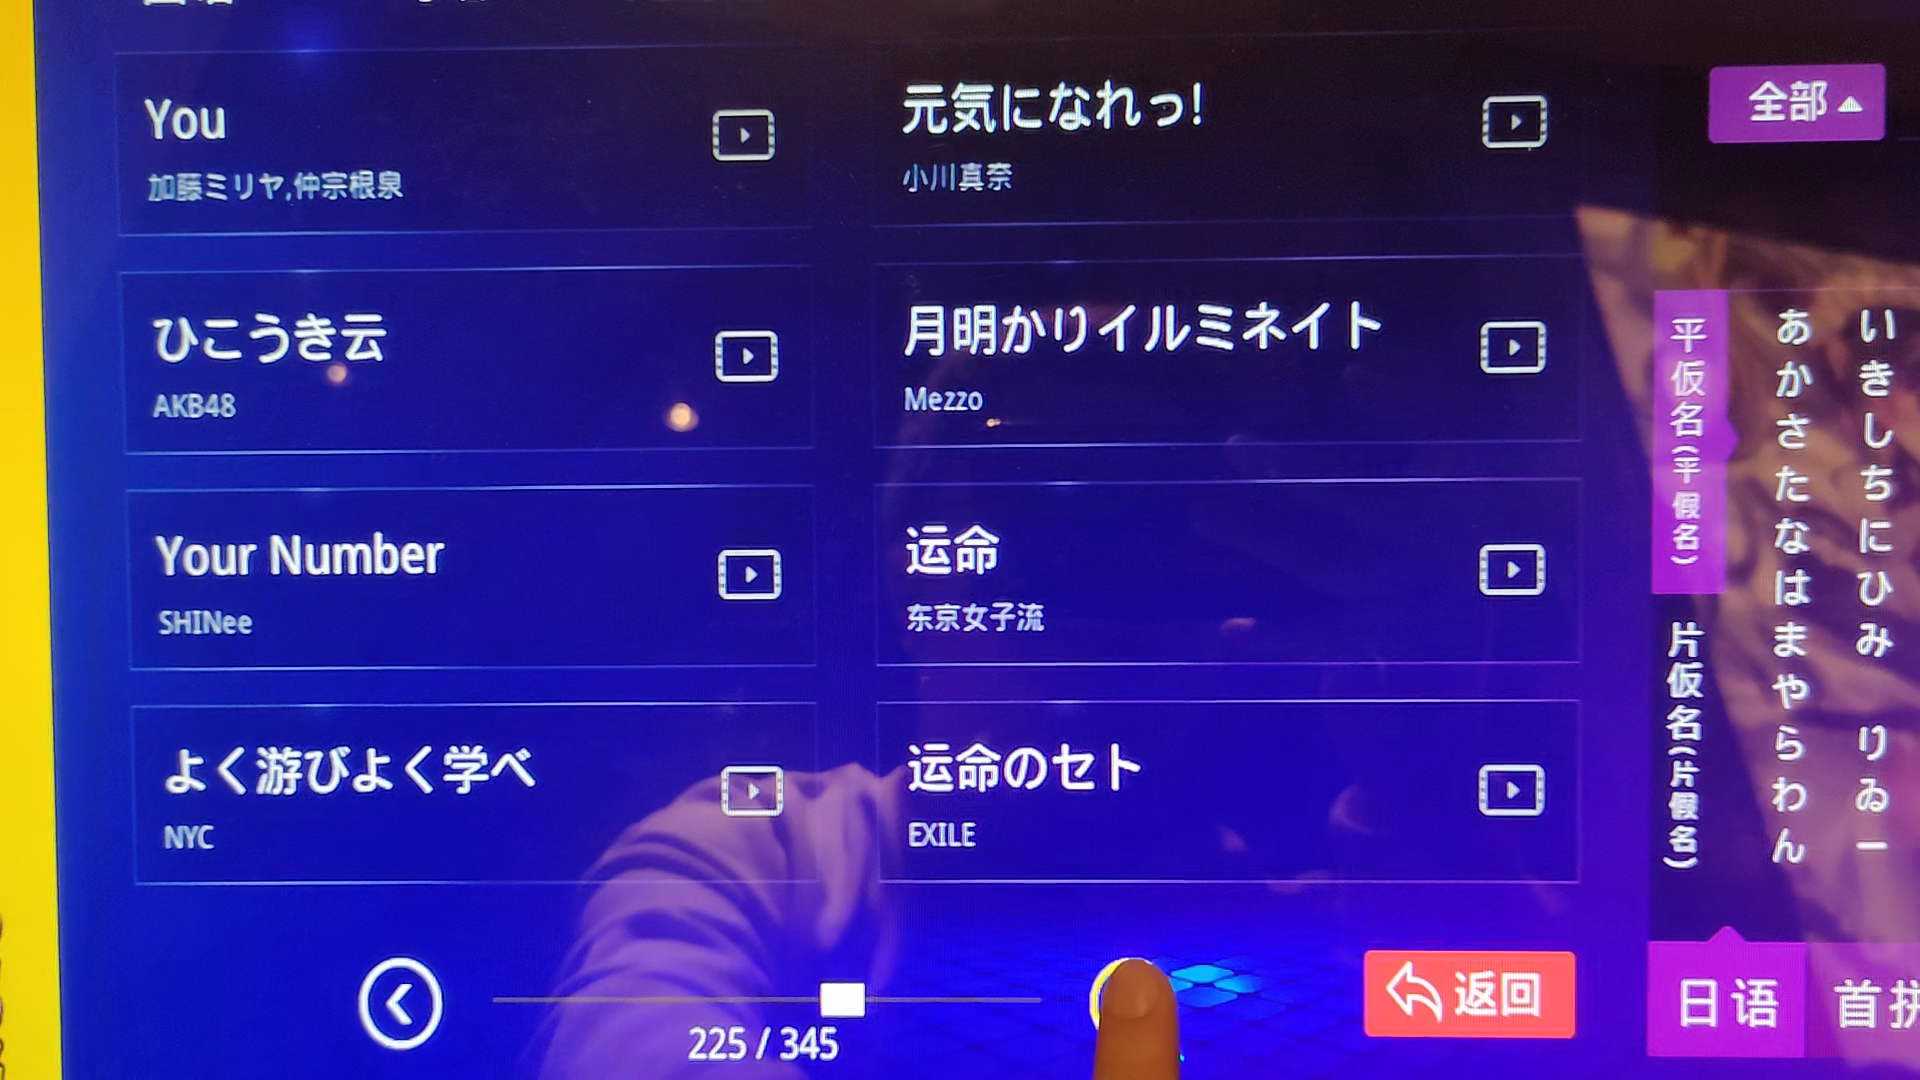 You
加藤ミリヤ,仲宗根泉
元気になれっ!
小川真奈
ひこうき云
AKB48
月明かりイルミネイト
Mezzo
Your Number
SHINee
运命
东京女子流
よく游びよく学べ
NYC
运命のセト
EXILE
225 / 345
返回
全部
平仮名(平假名)
片仮名(片假名)
あかさたなはまやらわん
いきしちにひみ りゐー
日语
首拼